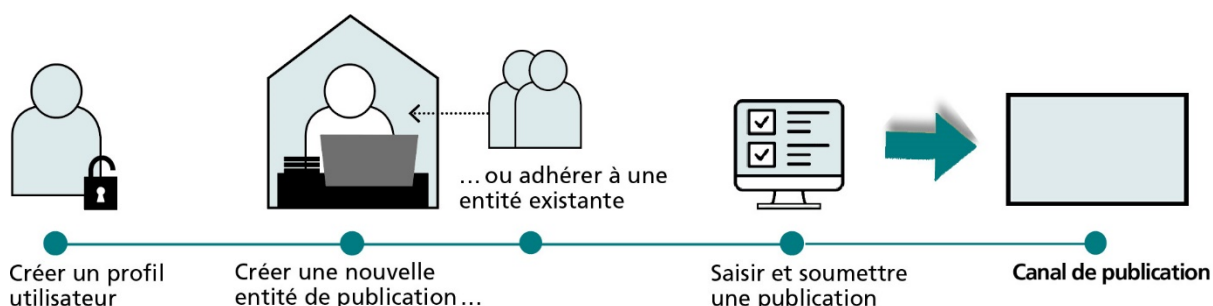 … ou adhérer à une
entité existante
Créer un profil
utilisateur
Créer une nouvelle
entité de publication …
Saisir et soumettre
une publication
Canal de publication